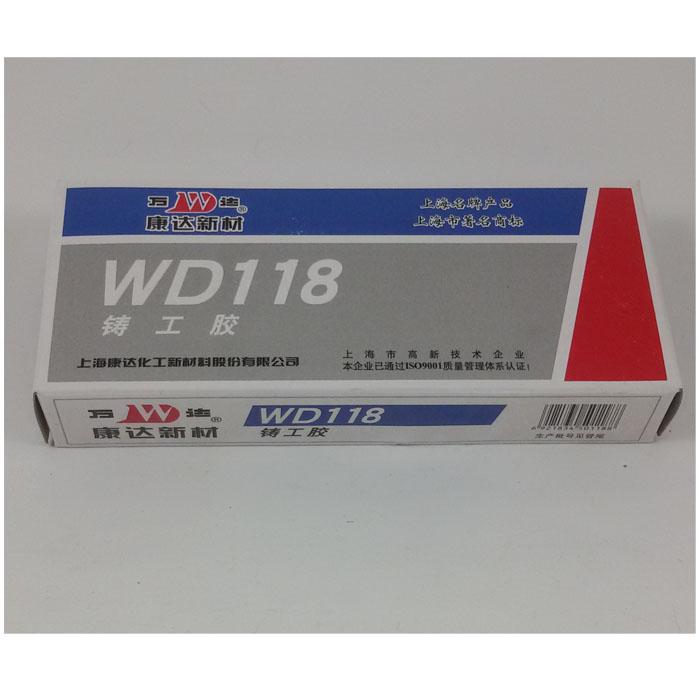 万达®
康达新材
上海名牌产品
上海市著名商标
WD118
铸工胶
上海康达化工新材料股份有限公司
上海市高新技术企业
本企业已通过ISO9001质量管理体系认证
万达®
康达新材
WD118
铸工胶
6 921834 501188
生产批号见管尾